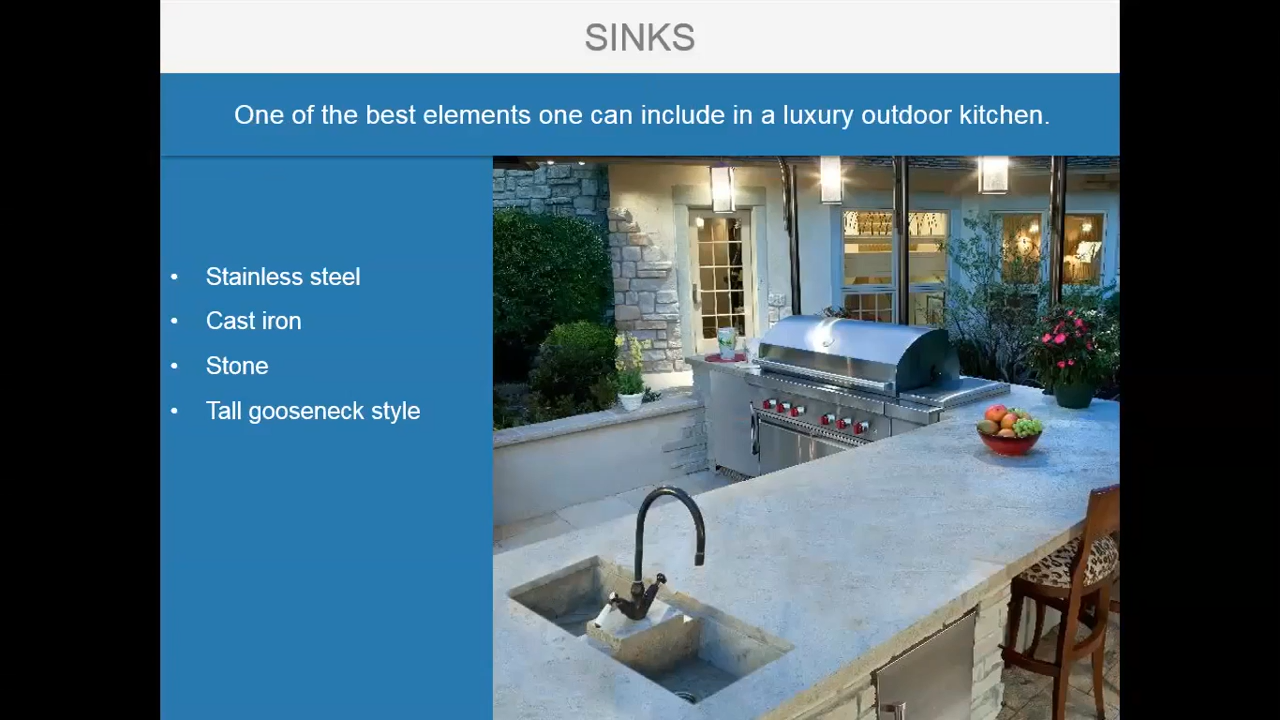 SINKS
One of the best elements one can include in a luxury outdoor kitchen.
• Stainless steel
• Cast iron
• Stone
• Tall gooseneck style